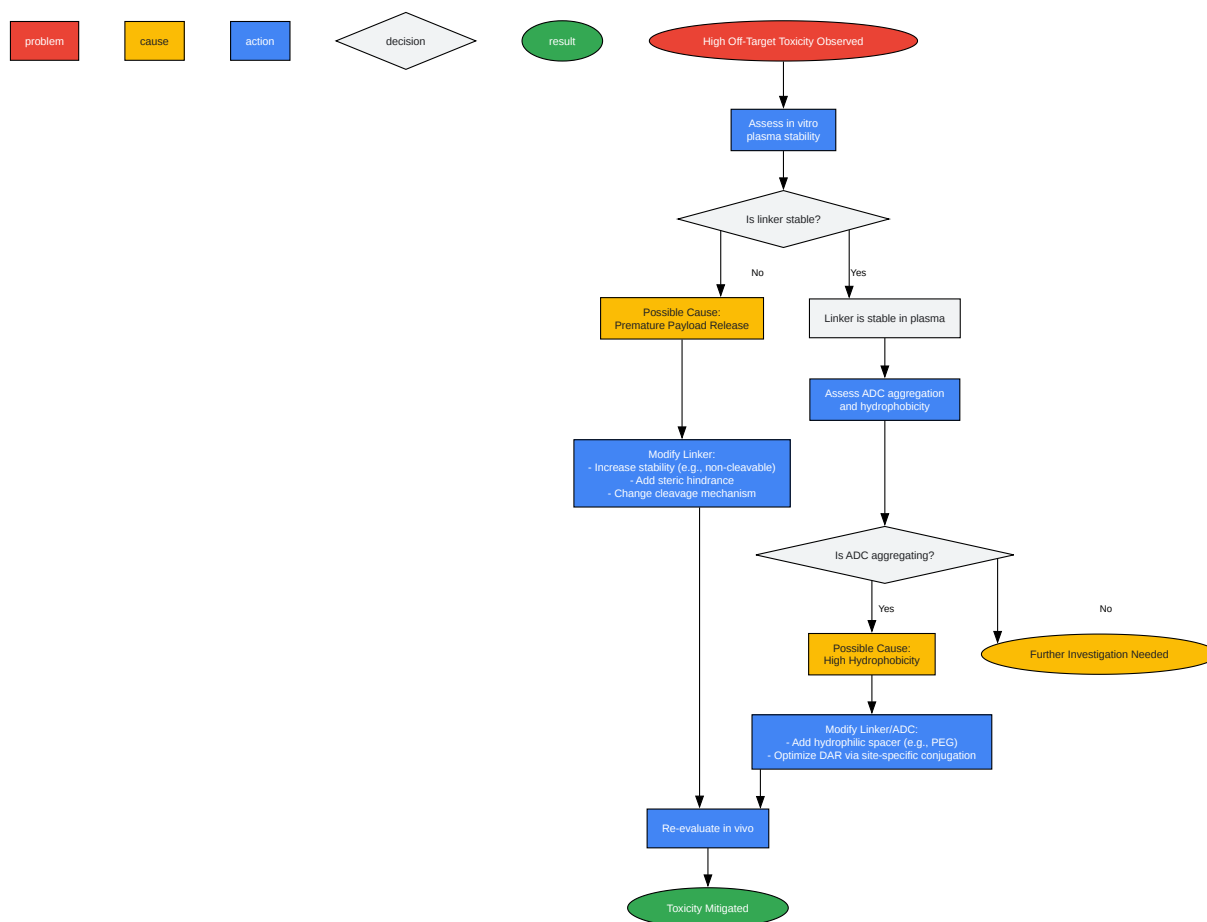 problem
cause
action
decision
result
High Off-Target Toxicity Observed
Assess in vitro
plasma stability
Is linker stable?
No
Yes
Possible Cause:
Premature Payload Release
Linker is stable in plasma
Assess ADC aggregation
and hydrophobicity
Modify Linker:
- Increase stability (e.g., non-cleavable)
- Add steric hindrance
- Change cleavage mechanism
Is ADC aggregating?
Yes
No
Possible Cause:
High Hydrophobicity
Further Investigation Needed
Modify Linker/ADC:
- Add hydrophilic spacer (e.g., PEG)
- Optimize DAR via site-specific conjugation
Re-evaluate in vivo
Toxicity Mitigated